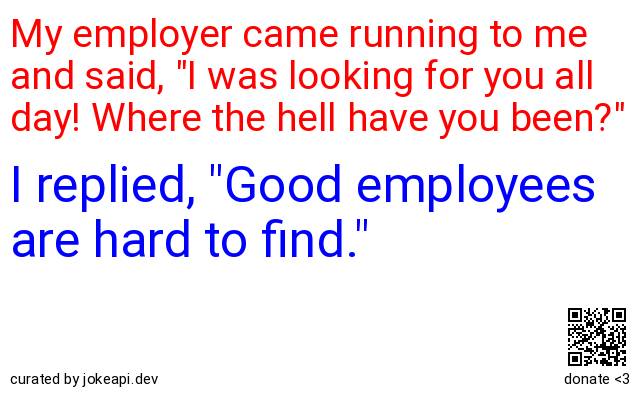 My employer came running to me
and said, "I was looking for you all
day! Where the hell have you been?"
I replied, "Good employees
are hard to find."
curated by jokeapi.dev
donate <3